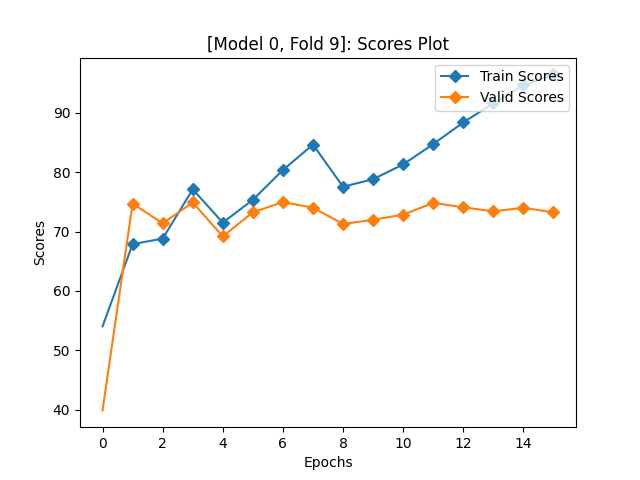 [Model 0, Fold 9]: Scores Plot
Train Scores
Valid Scores
90
80
70
60
50
40
Scores
0 2 4 6 8 10 12 14
Epochs